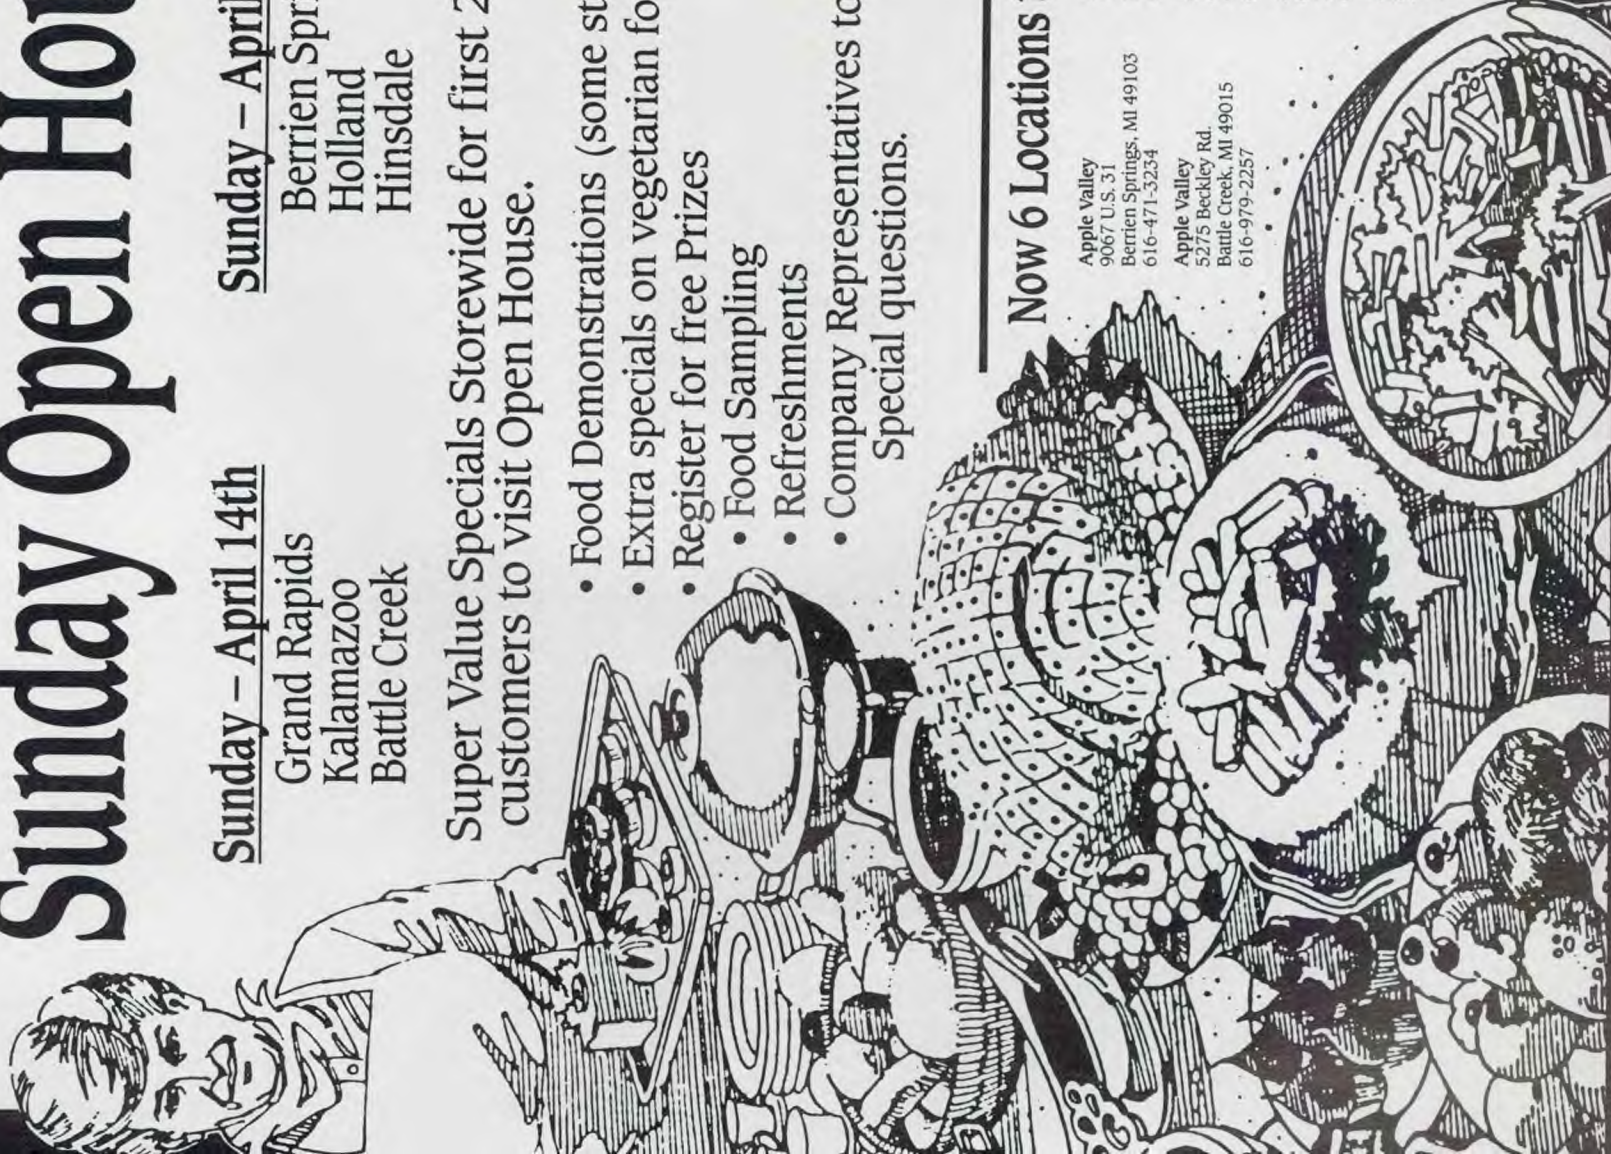 Sunday Open Hou
Sunday – April 14th
Grand Rapids
Kalamazoo
Battle Creek
Sunday – April
Berrien Spri
Holland
Hinsdale
Super Value Specials Storewide for first 2
customers to visit Open House.
• Food Demonstrations (some st
• Extra specials on vegetarian fo
• Register for free Prizes
• Food Sampling
• Refreshments
• Company Representatives to
Special questions.
Now 6 Locations
Apple Valley
9067 U.S. 31
Berrien Springs, MI 49103
616-471-3234
Apple Valley
5275 Beckley Rd.
Battle Creek, MI 49015
616-979-2257